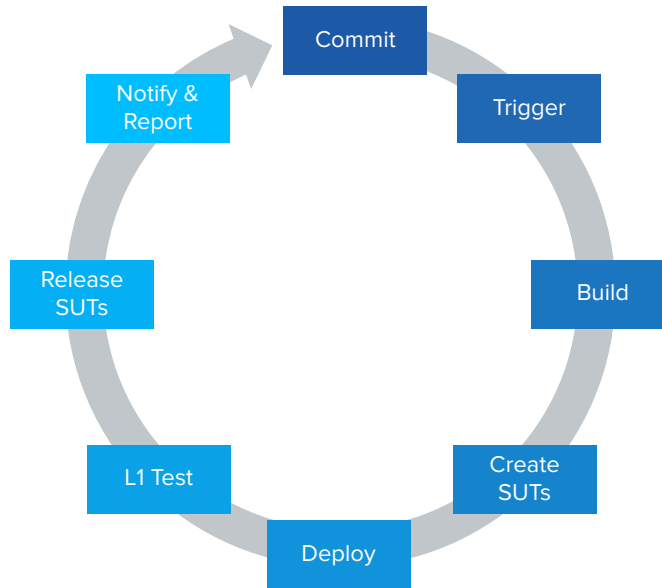 Commit
Trigger
Build
Create
SUTs
Deploy
L1 Test
Release
SUTs
Notify &
Report